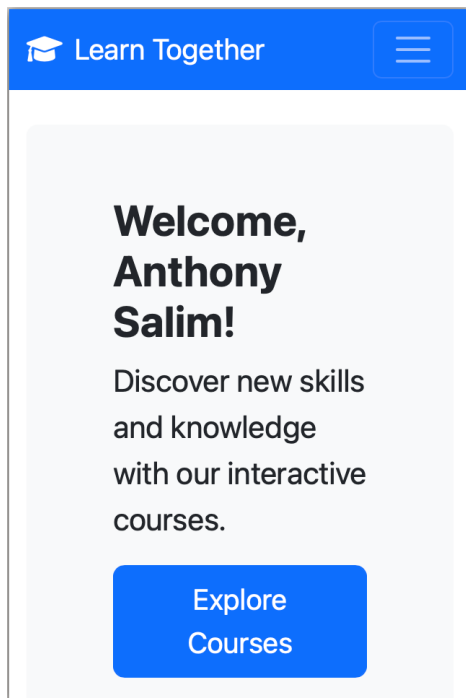 Learn Together
Welcome,
Anthony
Salim!
Discover new skills
and knowledge
with our interactive
courses.
Explore
Courses